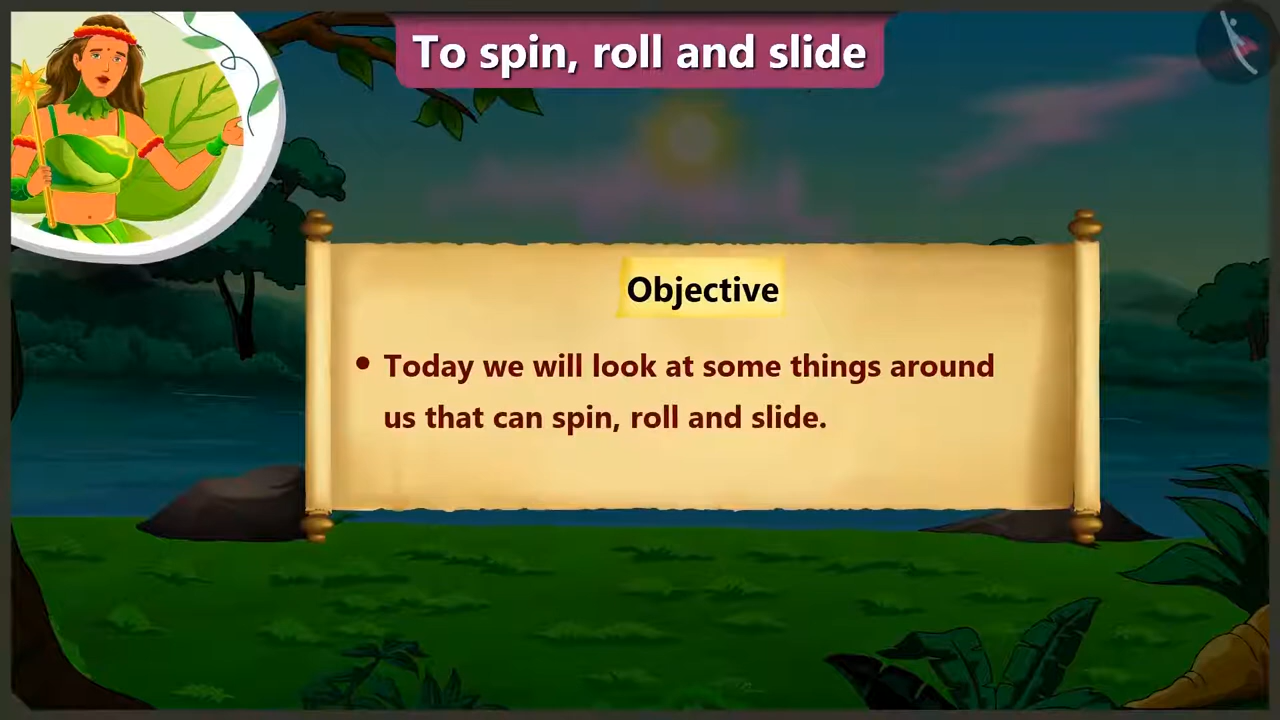 To spin, roll and slide
Objective
• Today we will look at some things around
us that can spin, roll and slide.